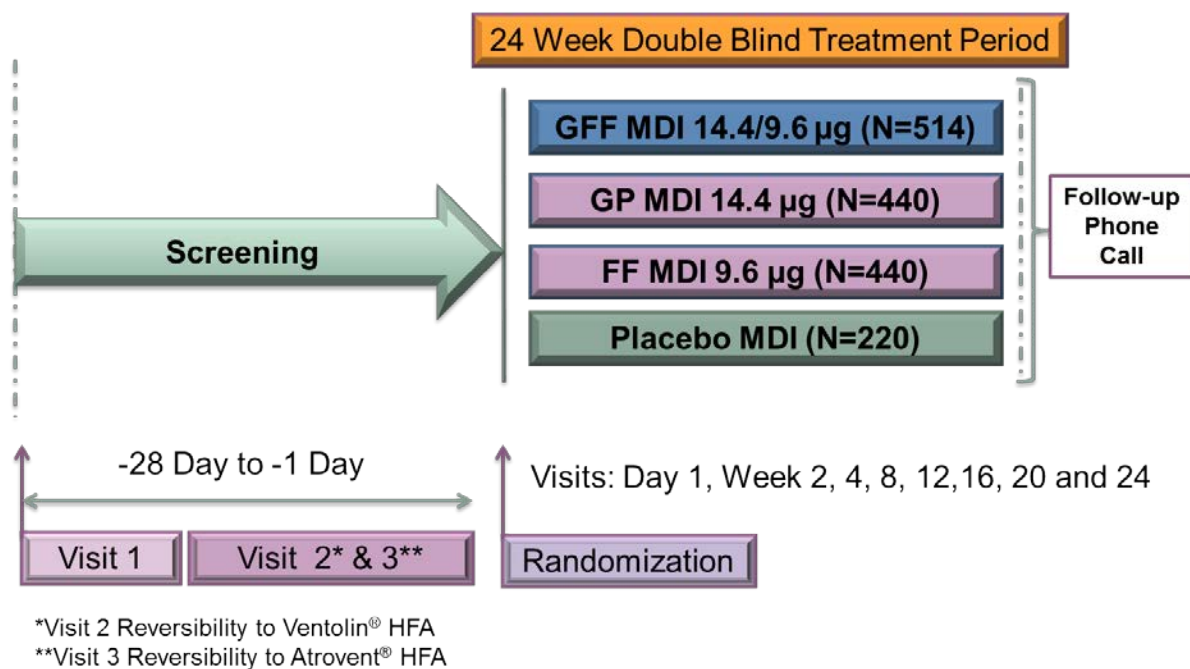 24 Week Double Blind Treatment Period
GFF MDI 14.4/9.6 µg (N=514)
GP MDI 14.4 µg (N=440)
FF MDI 9.6 µg (N=440)
Placebo MDI (N=220)
Screening
Follow-up
Phone
Call
-28 Day to -1 Day
Visits: Day 1, Week 2, 4, 8, 12,16, 20 and 24
Visit 1
Visit 2* & 3**
Randomization
*Visit 2 Reversibility to Ventolin® HFA
**Visit 3 Reversibility to Atrovent® HFA